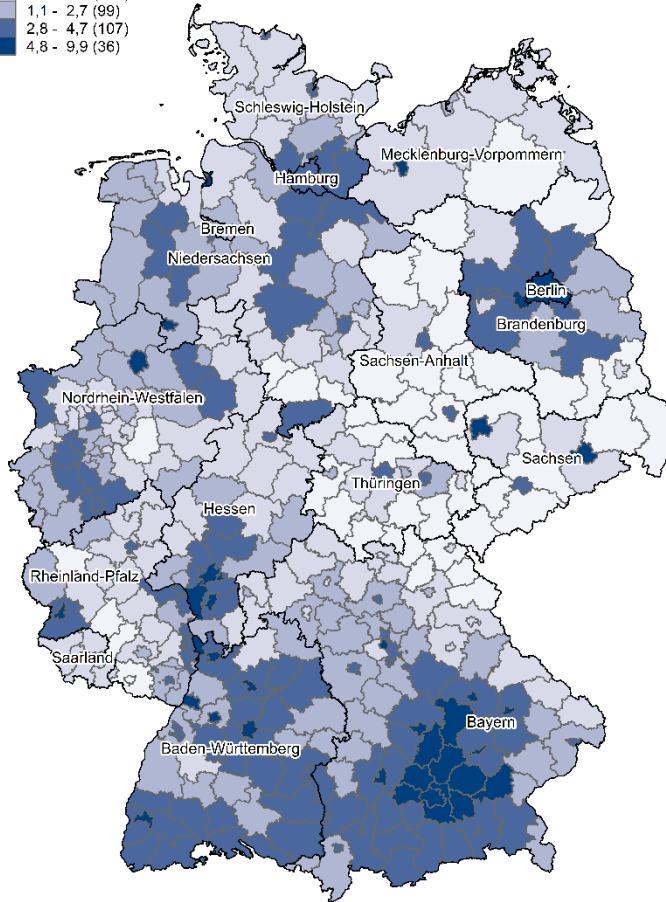 1,1 - 2,7 (99)
2,8 - 4,7 (107)
4,8 - 9,9 (36)
Schleswig-Holstein
Mecklenburg-Vorpommern
Hamburg
Bremen
Niedersachsen
Berlin
Brandenburg
Sachsen-Anhalt
Nordrhein-Westfalen
Sachsen
Thüringen
Hessen
Rheinland-Pfalz
Saarland
Bayern
Baden-Württemberg